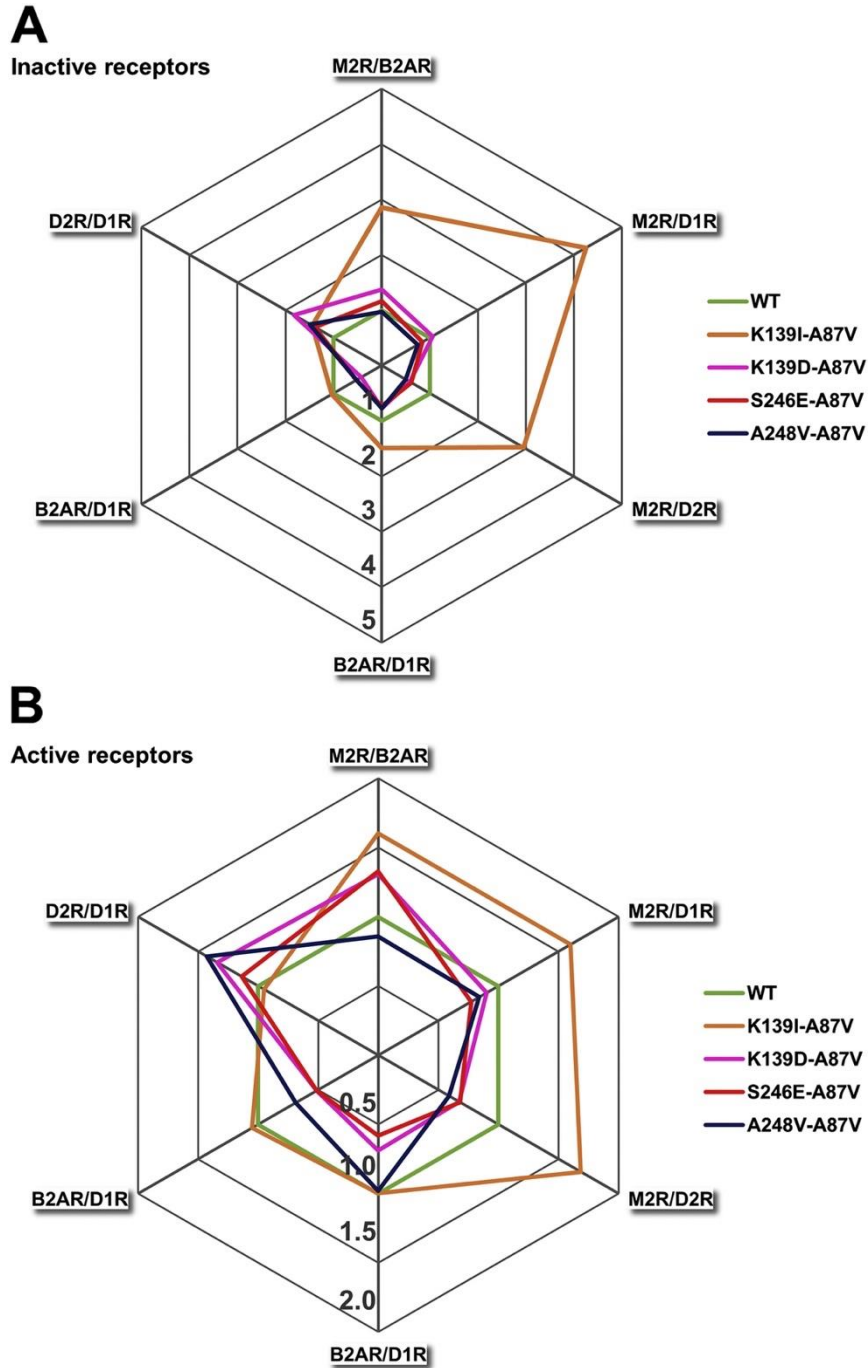 A
Inactive receptors
M2R/B2AR
D2R/D1R
M2R/D1R
WT
K139I-A87V
K139D-A87V
S246E-A87V
A248V-A87V
1
2
3
4
5
B2AR/D1R
M2R/D2R
B2AR/D1R
B
Active receptors
M2R/B2AR
D2R/D1R
M2R/D1R
WT
K139I-A87V
K139D-A87V
S246E-A87V
A248V-A87V
0.5
1.0
1.5
2.0
B2AR/D1R
M2R/D2R
B2AR/D1R